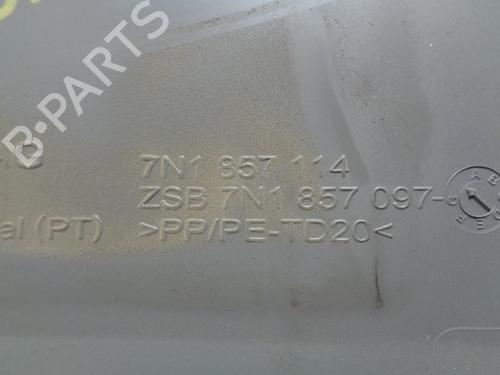 B-PARTS
7N1 857 114
ZSB 7N1 857 097-
al (PT) >PP/PE-TD20<